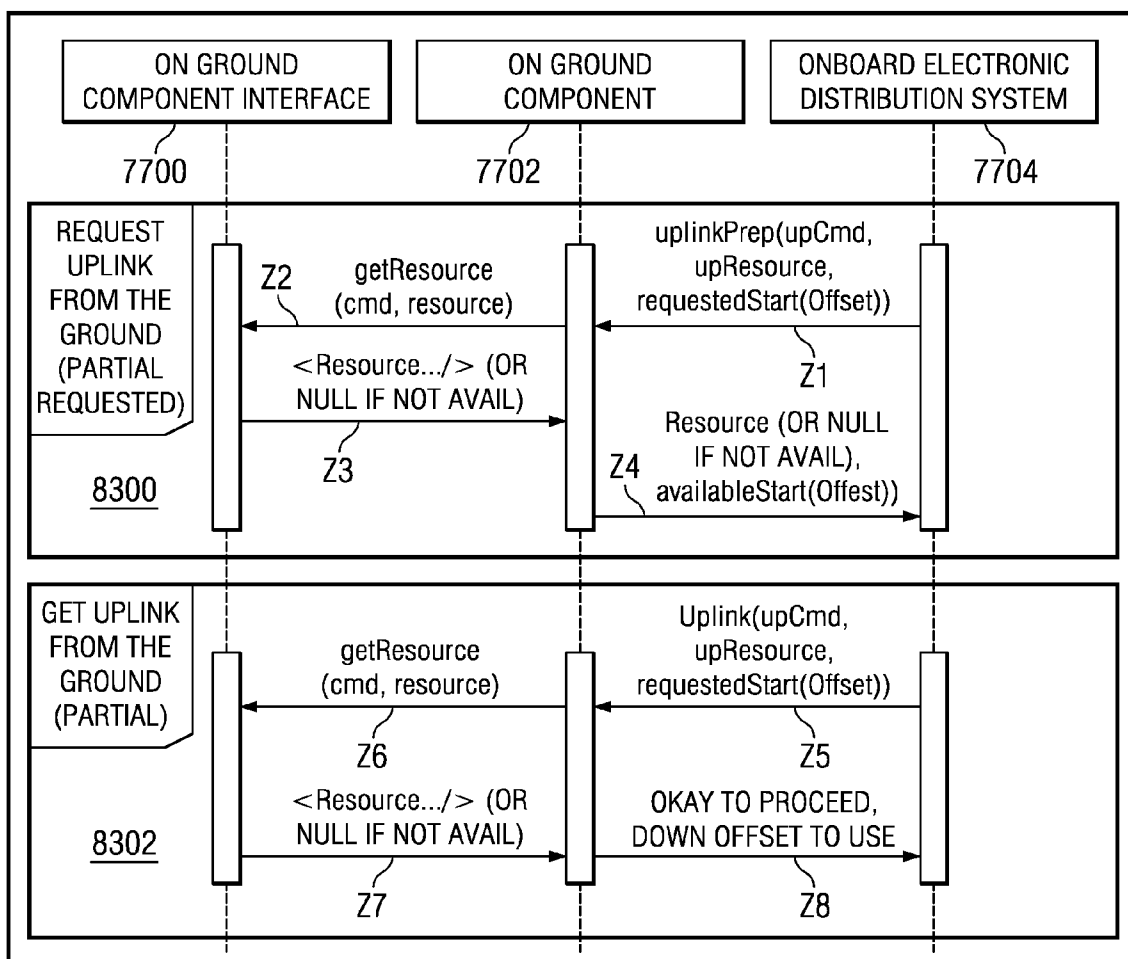 ON GROUND
COMPONENT INTERFACE
ON GROUND
COMPONENT
ONBOARD ELECTRONIC
DISTRIBUTION SYSTEM
7700
7702
7704
REQUEST
UPLINK
FROM THE
GROUND
(PARTIAL
REQUESTED)
8300
Z2
getResource
(cmd, resource)
uplinkPrep(upCmd,
upResource,
requestedStart(Offset))
Z1
<Resource.../> (OR
NULL IF NOT AVAIL)
Z3
Resource (OR NULL
IF NOT AVAIL),
availableStart(Offest))
Z4
GET UPLINK
FROM THE
GROUND
(PARTIAL)
8302
getResource
(cmd, resource)
Z6
Uplink(upCmd,
upResource,
requestedStart(Offset))
Z5
<Resource.../> (OR
NULL IF NOT AVAIL)
Z7
OKAY TO PROCEED,
DOWN OFFSET TO USE
Z8